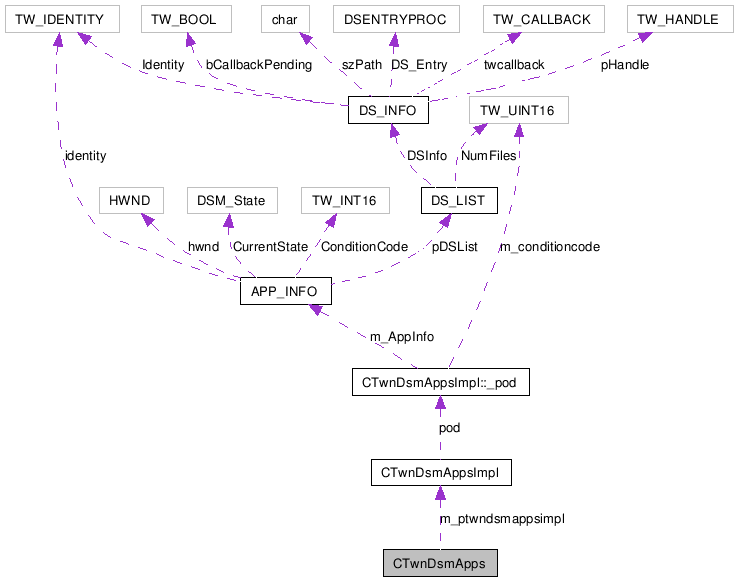 TW_IDENTITY
TW_BOOL
char
DSENTRYPROC
TW_CALLBACK
TW_HANDLE
Identity
bCallbackPending
szPath
DS_Entry
twcallback
pHandle
DS_INFO
TW_UINT16
identity
DSInfo
NumFiles
HWND
DSM_State
TW_INT16
DS_LIST
hwnd
CurrentState
ConditionCode
pDSList
m_conditioncode
APP_INFO
m_AppInfo
CTwnDsmAppsImpl::_pod
pod
CTwnDsmAppsImpl
m_ptwndsmappsimpl
CTwnDsmApps